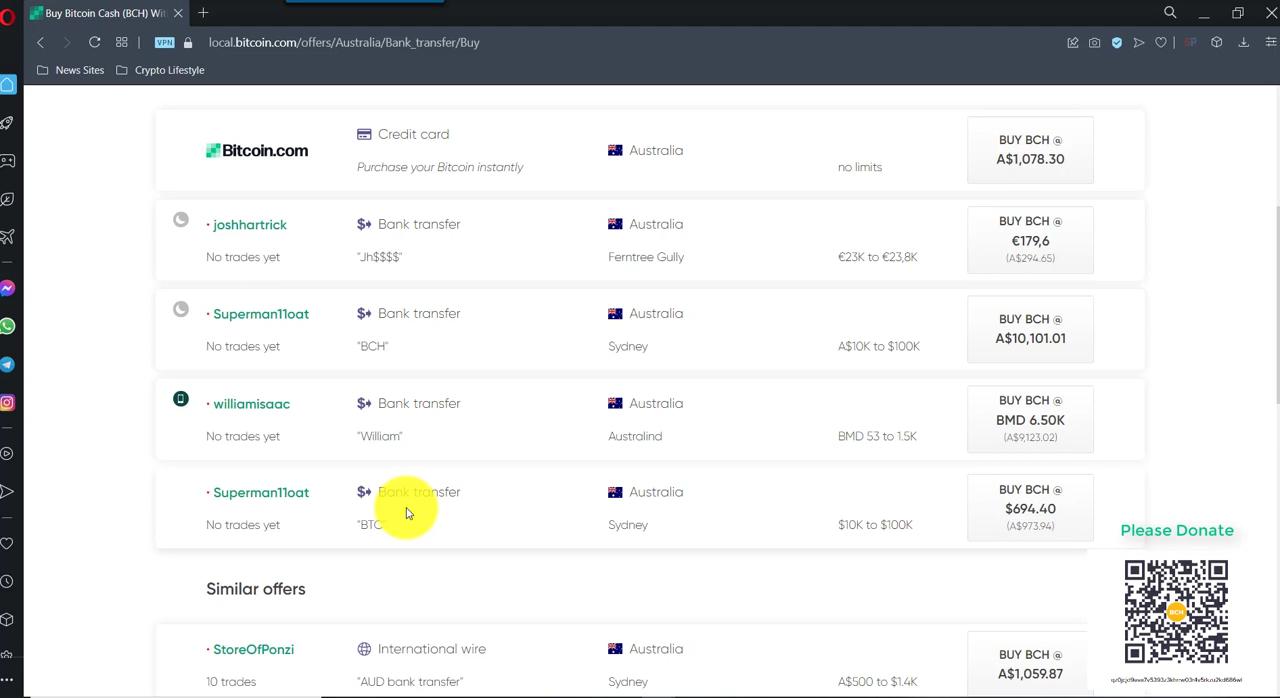 Buy Bitcoin Cash (BCH) Wit
VPN
local.bitcoin.com/offers/Australia/Bank_transfer/Buy
News Sites
Crypto Lifestyle
Bitcoin.com
Credit card
Purchase your Bitcoin instantly
Australia
no limits
BUY BCH @
A$1,078.30
joshhartrick
No trades yet
Bank transfer
"Jh$$$$"
Australia
Ferntree Gully
€23K to €23,8K
BUY BCH @
€179,6
(A$294.65)
Superman11oat
No trades yet
Bank transfer
"BCH"
Australia
Sydney
A$10K to $100K
BUY BCH @
A$10,101.01
williamisaac
No trades yet
Bank transfer
"William"
Australia
Australind
BMD 53 to 1.5K
BUY BCH @
BMD 6.50K
(A$9,123.02)
Superman11oat
No trades yet
Bank transfer
"BTC"
Australia
Sydney
$10K to $100K
BUY BCH @
$694.40
(A$973.94)
Please Donate
BCH
Similar offers
StoreOfPonzi
10 trades
International wire
"AUD bank transfer"
Australia
Sydney
A$500 to $1.4K
BUY BCH @
A$1,059.87